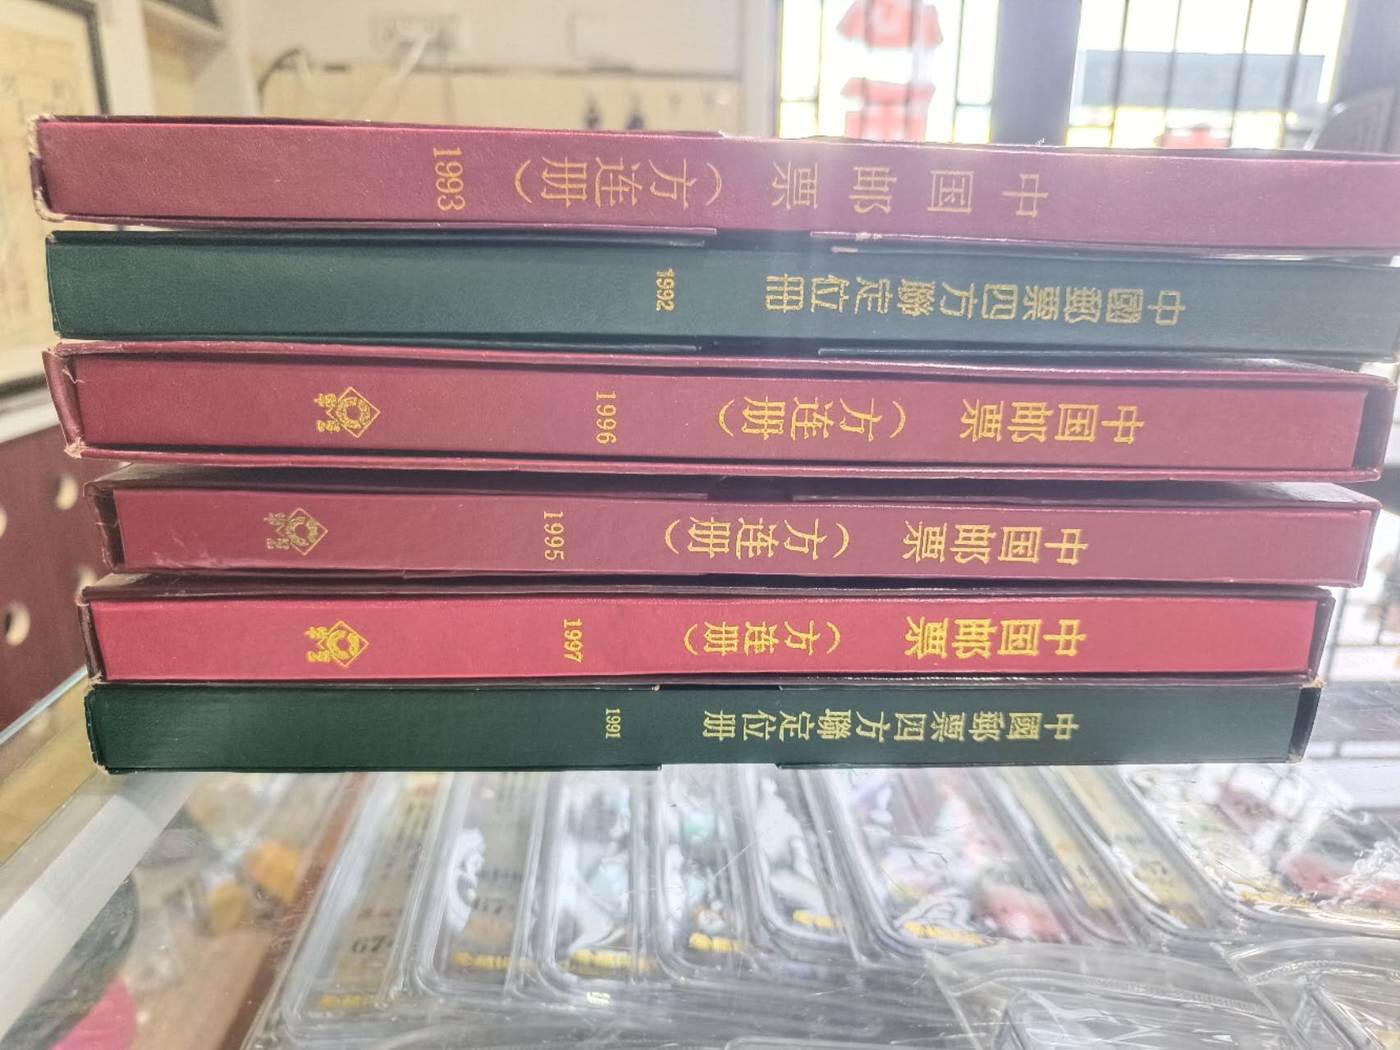 中国邮票（方连册） 1993
中國郵票四方聯定位冊 1992
中国邮票（方连册） 1996
中国邮票（方连册） 1995
中国邮票（方连册） 1997
中國郵票四方聯定位冊 1991